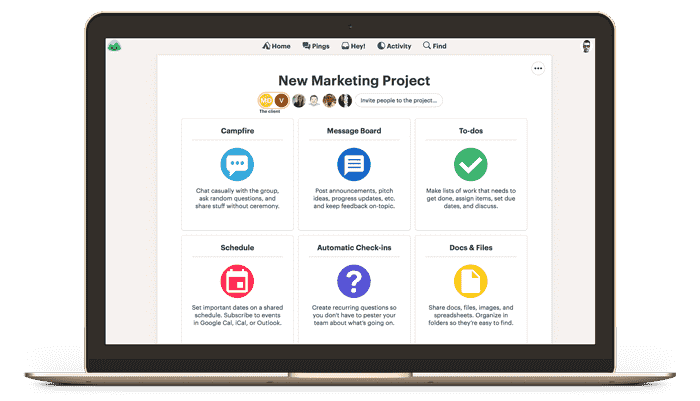 Home Pings Hey! Activity Find
New Marketing Project
V
Invite people to the project...
The client
Campfire
Chat casually with the group,
ask random questions, and
share stuff without ceremony.
Message Board
Post announcements, pitch
ideas, progress updates, etc.
and keep feedback on-topic.
To-dos
Make lists of work that needs to
get done, assign items, set due
dates, and discuss.
Schedule
Set important dates on a shared
schedule. Subscribe to events
in Google Cal, iCal, or Outlook.
Automatic Check-ins
Create recurring questions so
you don't have to pester your
team about what's going on.
Docs & Files
Share docs, files, images, and
spreadsheets. Organize in
folders so they're easy to find.